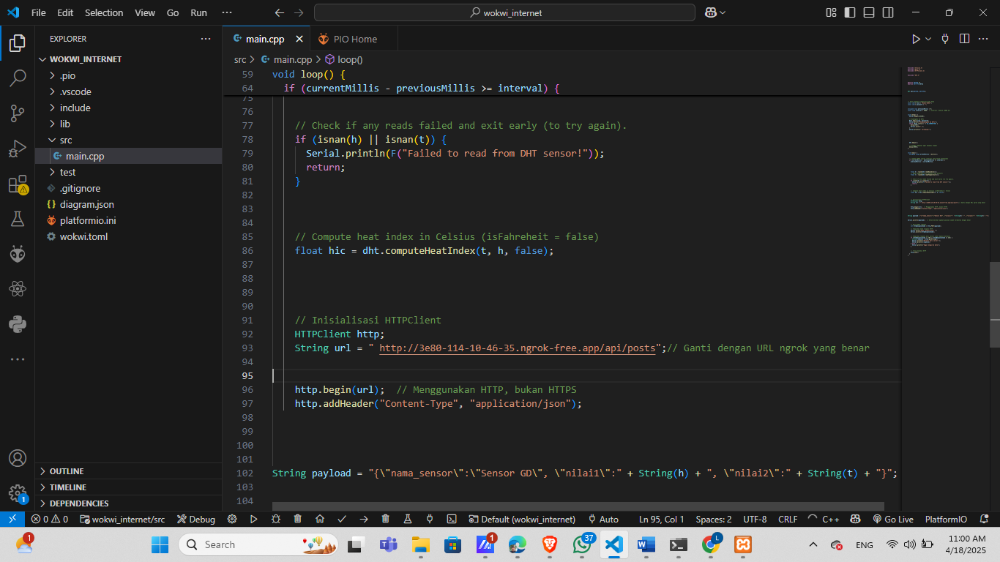 File Edit Selection View Go Run ··· wokwi_internet
EXPLORER ···
WOKWI_INTERNET
.pio
.vscode
include
lib
src
main.cpp
test
.gitignore
diagram.json
platformio.ini
wokwi.toml
OUTLINE
TIMELINE
DEPENDENCIES
1
main.cpp PIO Home
src > main.cpp > loop()
59 void loop() {
64 if (currentMillis - previousMillis >= interval) {
75
76
77 // Check if any reads failed and exit early (to try again).
78 if (isnan(h) || isnan(t)) {
79 Serial.println(F("Failed to read from DHT sensor!"));
80 return;
81 }
82
83
84
85 // Compute heat index in Celsius (isFahreheit = false)
86 float hic = dht.computeHeatIndex(t, h, false);
87
88
89
90
91 // Inisialisasi HTTPClient
92 HTTPClient http;
93 String url = " http://3e80-114-10-46-35.ngrok-free.app/api/posts";// Ganti dengan URL ngrok yang benar
94
95
96 http.begin(url);  // Menggunakan HTTP, bukan HTTPS
97 http.addHeader("Content-Type", "application/json");
98
99
100
101
102 String payload = "{\"nama_sensor\":\"Sensor GD\", \"nilai1\":" + String(h) + ", \"nilai2\":" + String(t) + "}";
103
104
0 0 wokwi_internet/src Debug Default (wokwi_internet) Auto Ln 95, Col 1 Spaces: 2 UTF-8 CRLF C++ Go Live PlatformIO
1 Search 1 37 L ENG 11:00 AM
4/18/2025